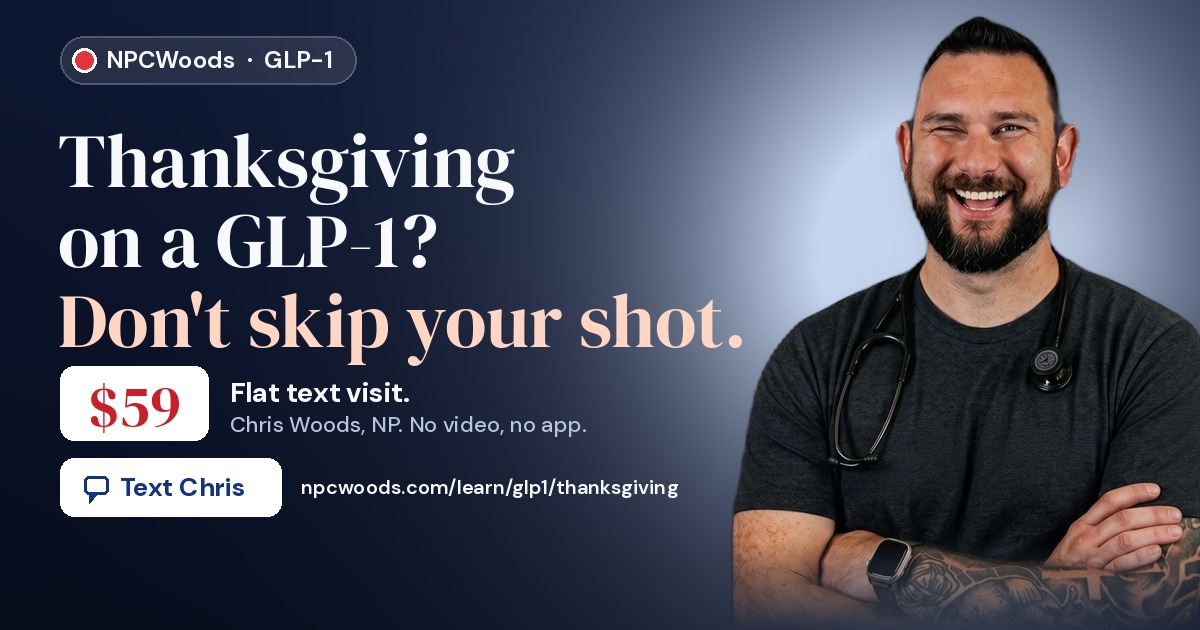 NPCWoods · GLP-1
Thanksgiving
on a GLP-1?
Don't skip your shot.
$59
Flat text visit.
Chris Woods, NP. No video, no app.
Text Chris
npcwoods.com/learn/glp1/thanksgiving